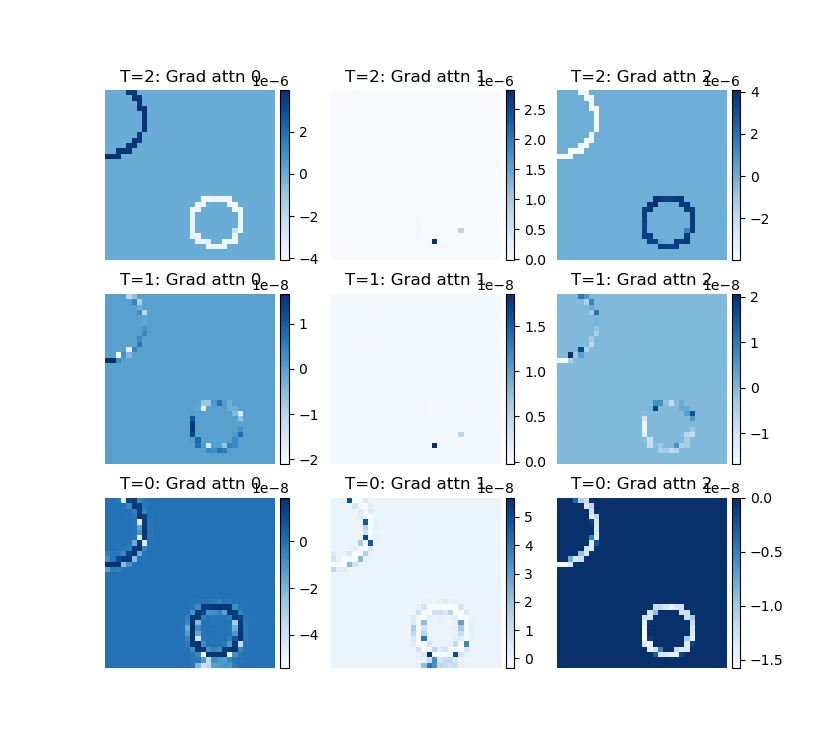 T=2: Grad attn 0
1e−6
T=2: Grad attn 1
1e−6
T=2: Grad attn 2
1e−6
2
0
−2
−4
2.5
2.0
1.5
1.0
0.5
0.0
4
2
0
−2
T=1: Grad attn 0
1e−8
T=1: Grad attn 1
1e−8
T=1: Grad attn 2
1e−8
1
0
−1
−2
1.5
1.0
0.5
0.0
2
1
0
−1
T=0: Grad attn 0
1e−8
T=0: Grad attn 1
1e−8
T=0: Grad attn 2
1e−8
0
−2
−4
5
4
3
2
1
0
0.0
−0.5
−1.0
−1.5